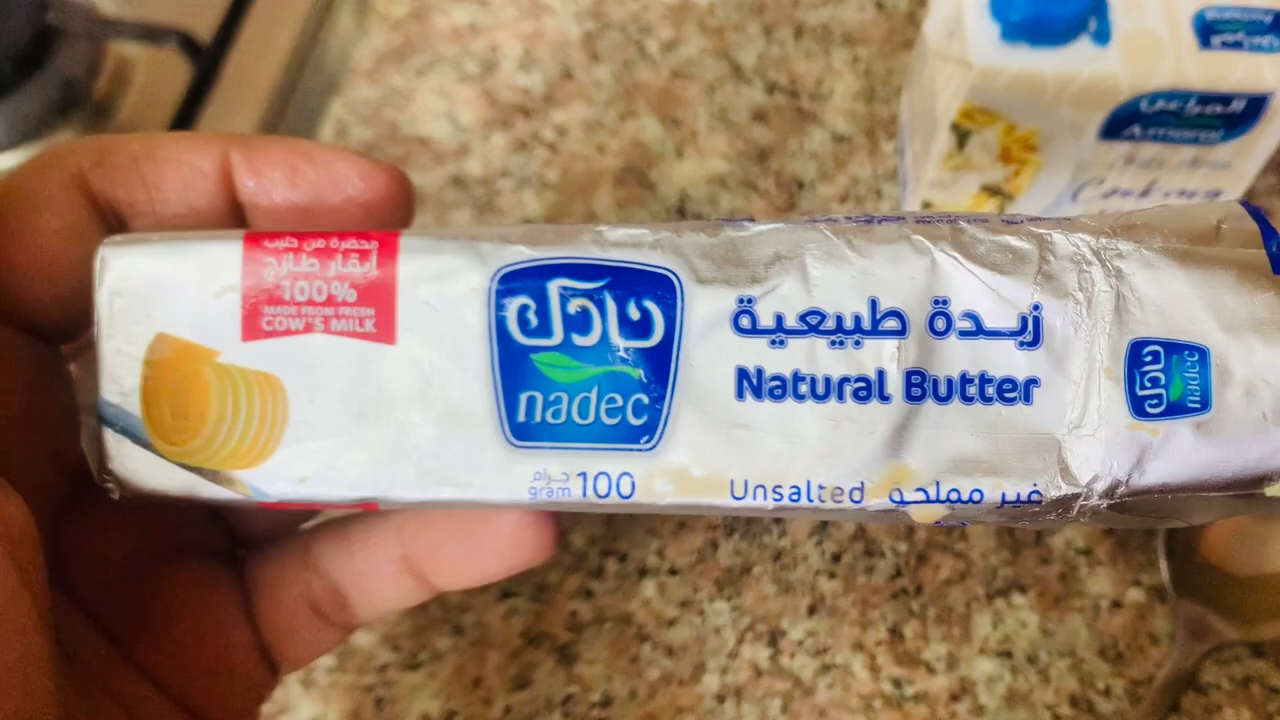 محضرة من حليب
أبقار طازج
100%
MADE FROM FRESH
COW'S MILK
نادك
nadec
جرام
gram 100
زبدة طبيعية
Natural Butter
Unsalted غير مملحة
نادك
nadec
المراعي
Almarai
Cooking